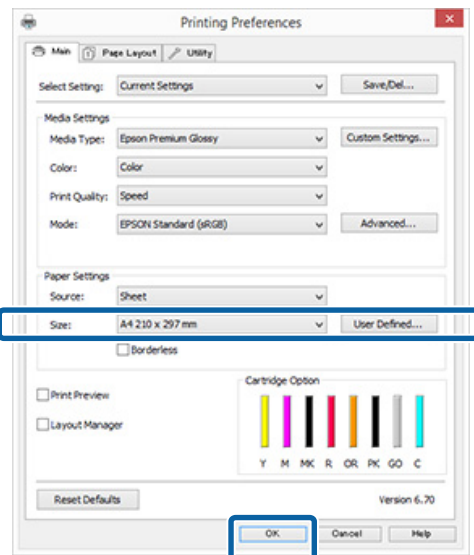 Printing Preferences
Main Page Layout Utility
Select Setting: Current Settings Save/Del...
Media Settings
Media Type: Epson Premium Glossy Custom Settings...
Color: Color
Print Quality: Speed
Mode: EPSON Standard (sRGB) Advanced...
Paper Settings
Source: Sheet
Size: A4 210 x 297 mm User Defined...
Borderless
Print Preview
Layout Manager
Cartridge Option
Y M MK R OR PK GO C
Reset Defaults Version 6.70
OK Cancel Help